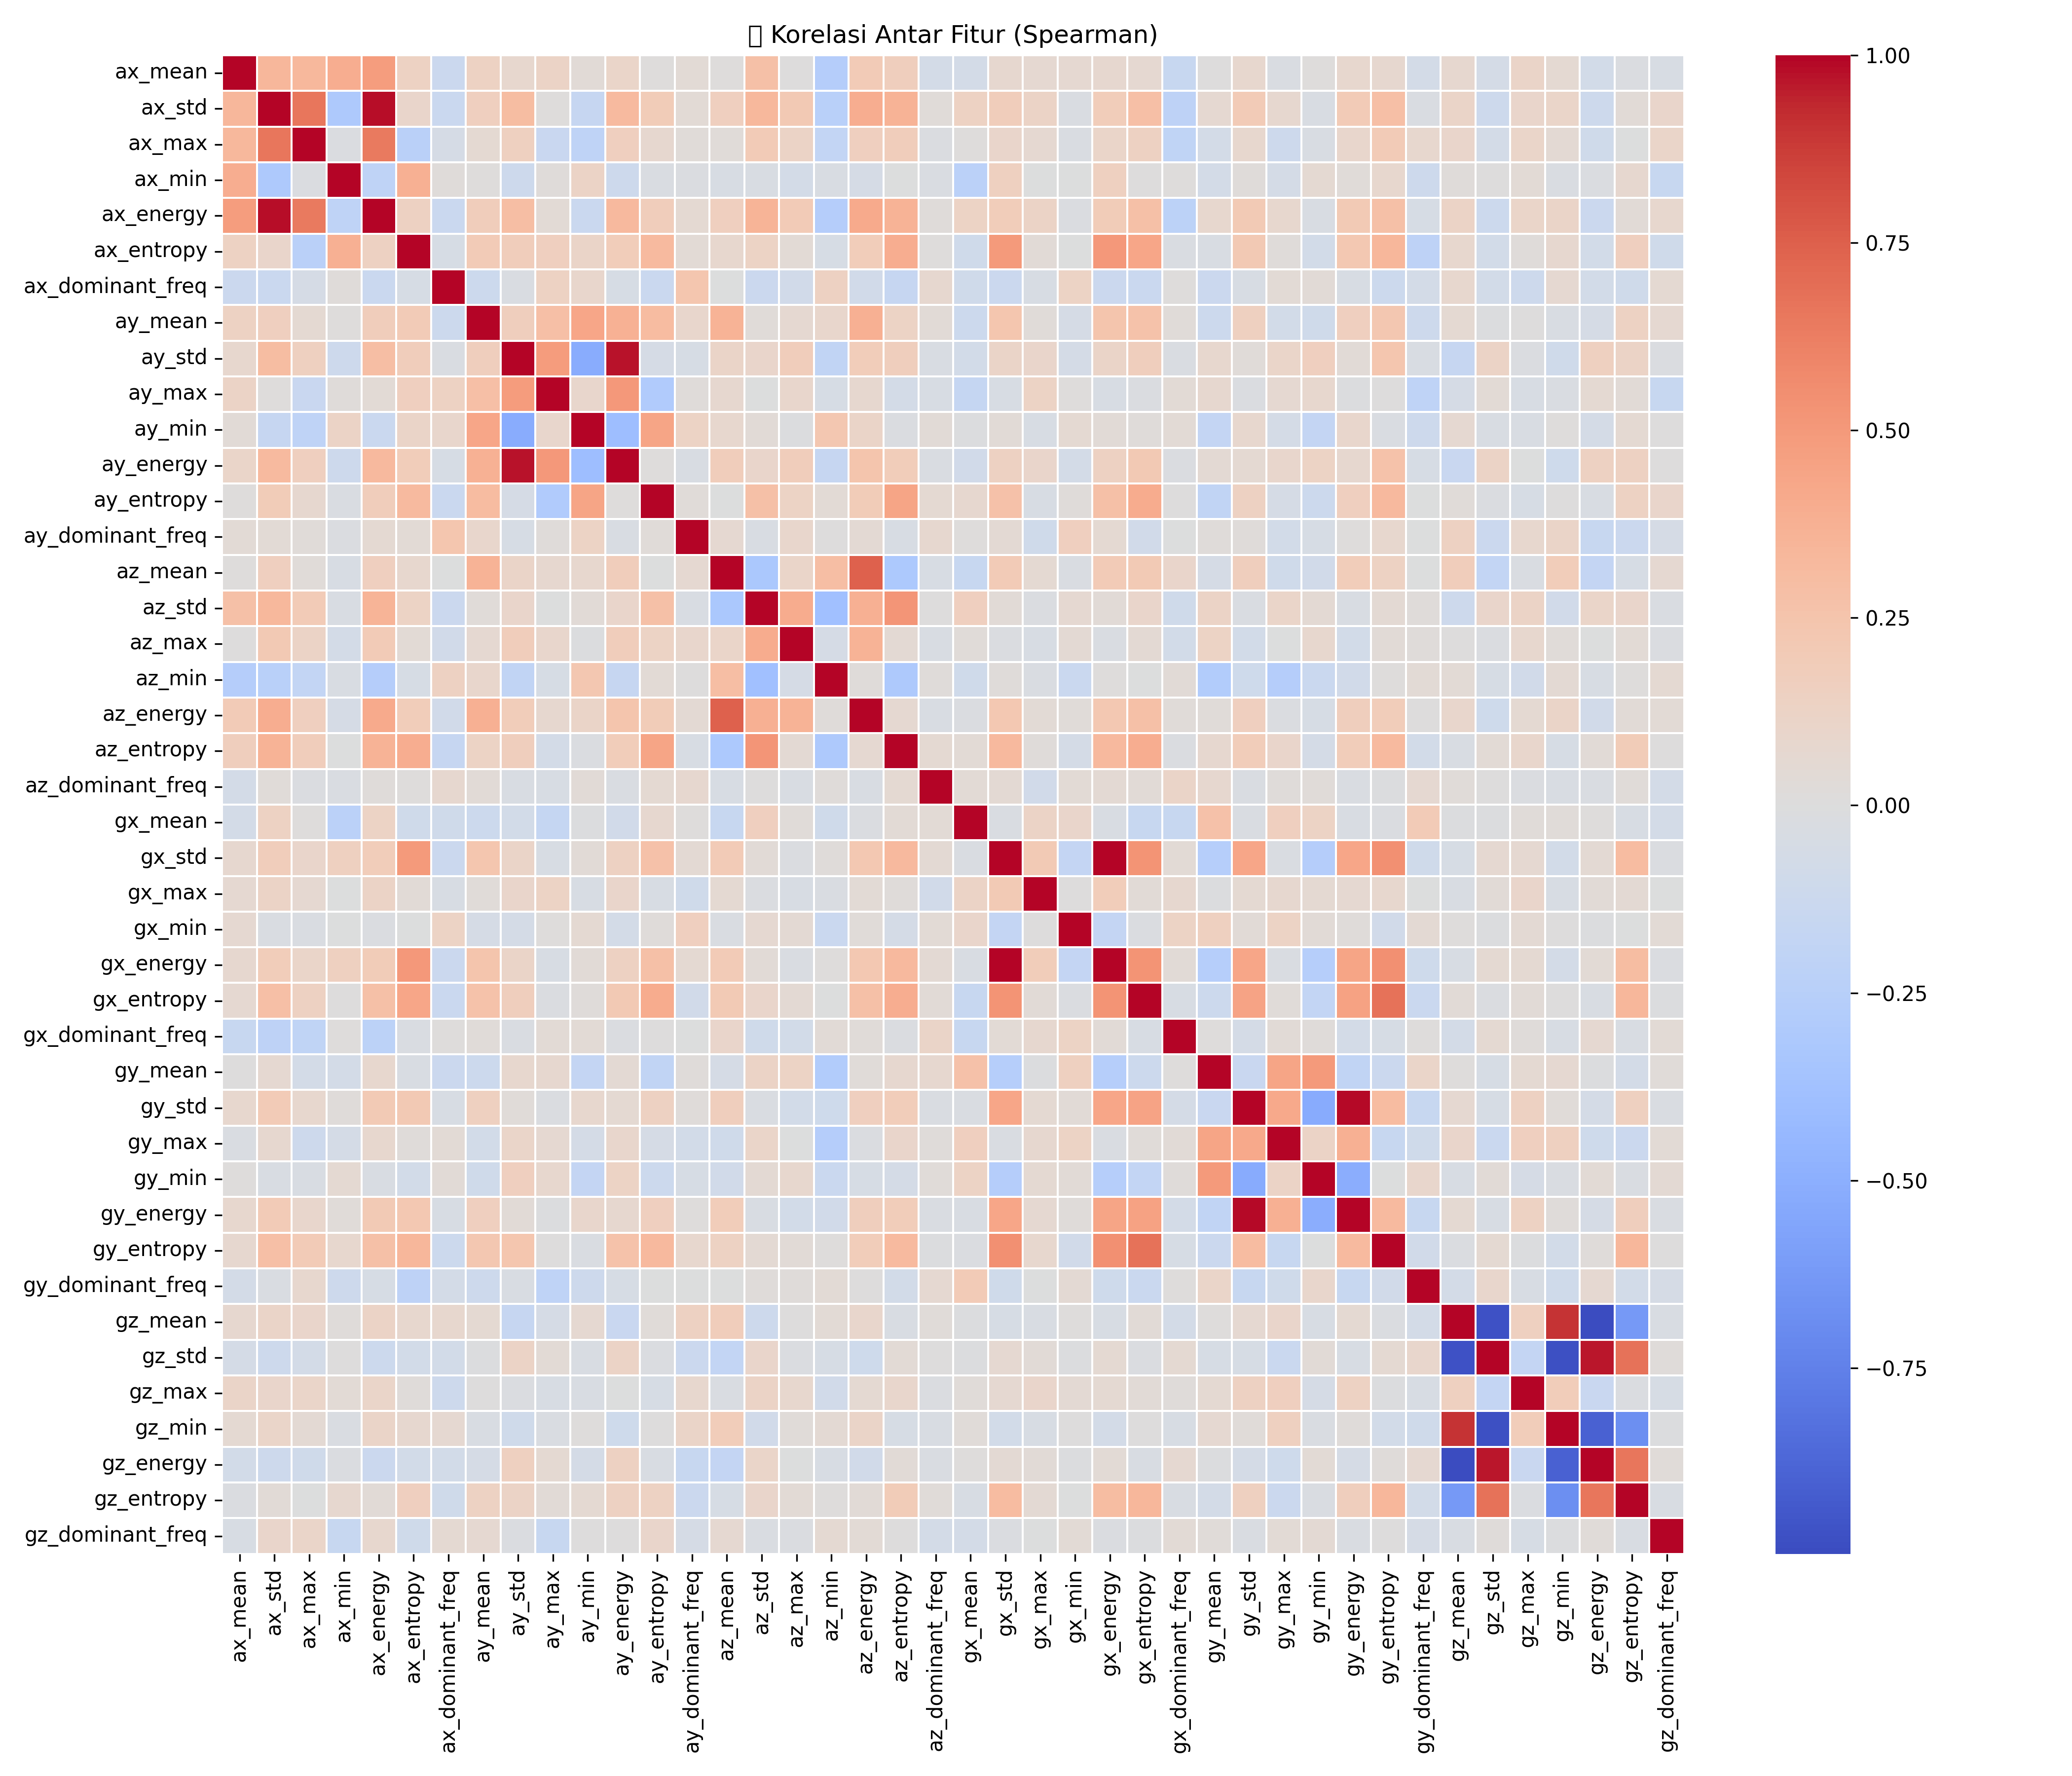 ▯ Korelasi Antar Fitur (Spearman)
ax_mean
ax_std
ax_max
ax_min
ax_energy
ax_entropy
ax_dominant_freq
ay_mean
ay_std
ay_max
ay_min
ay_energy
ay_entropy
ay_dominant_freq
az_mean
az_std
az_max
az_min
az_energy
az_entropy
az_dominant_freq
gx_mean
gx_std
gx_max
gx_min
gx_energy
gx_entropy
gx_dominant_freq
gy_mean
gy_std
gy_max
gy_min
gy_energy
gy_entropy
gy_dominant_freq
gz_mean
gz_std
gz_max
gz_min
gz_energy
gz_entropy
gz_dominant_freq
ax_mean
ax_std
ax_max
ax_min
ax_energy
ax_entropy
ax_dominant_freq
ay_mean
ay_std
ay_max
ay_min
ay_energy
ay_entropy
ay_dominant_freq
az_mean
az_std
az_max
az_min
az_energy
az_entropy
az_dominant_freq
gx_mean
gx_std
gx_max
gx_min
gx_energy
gx_entropy
gx_dominant_freq
gy_mean
gy_std
gy_max
gy_min
gy_energy
gy_entropy
gy_dominant_freq
gz_mean
gz_std
gz_max
gz_min
gz_energy
gz_entropy
gz_dominant_freq
1.00
0.75
0.50
0.25
0.00
−0.25
−0.50
−0.75